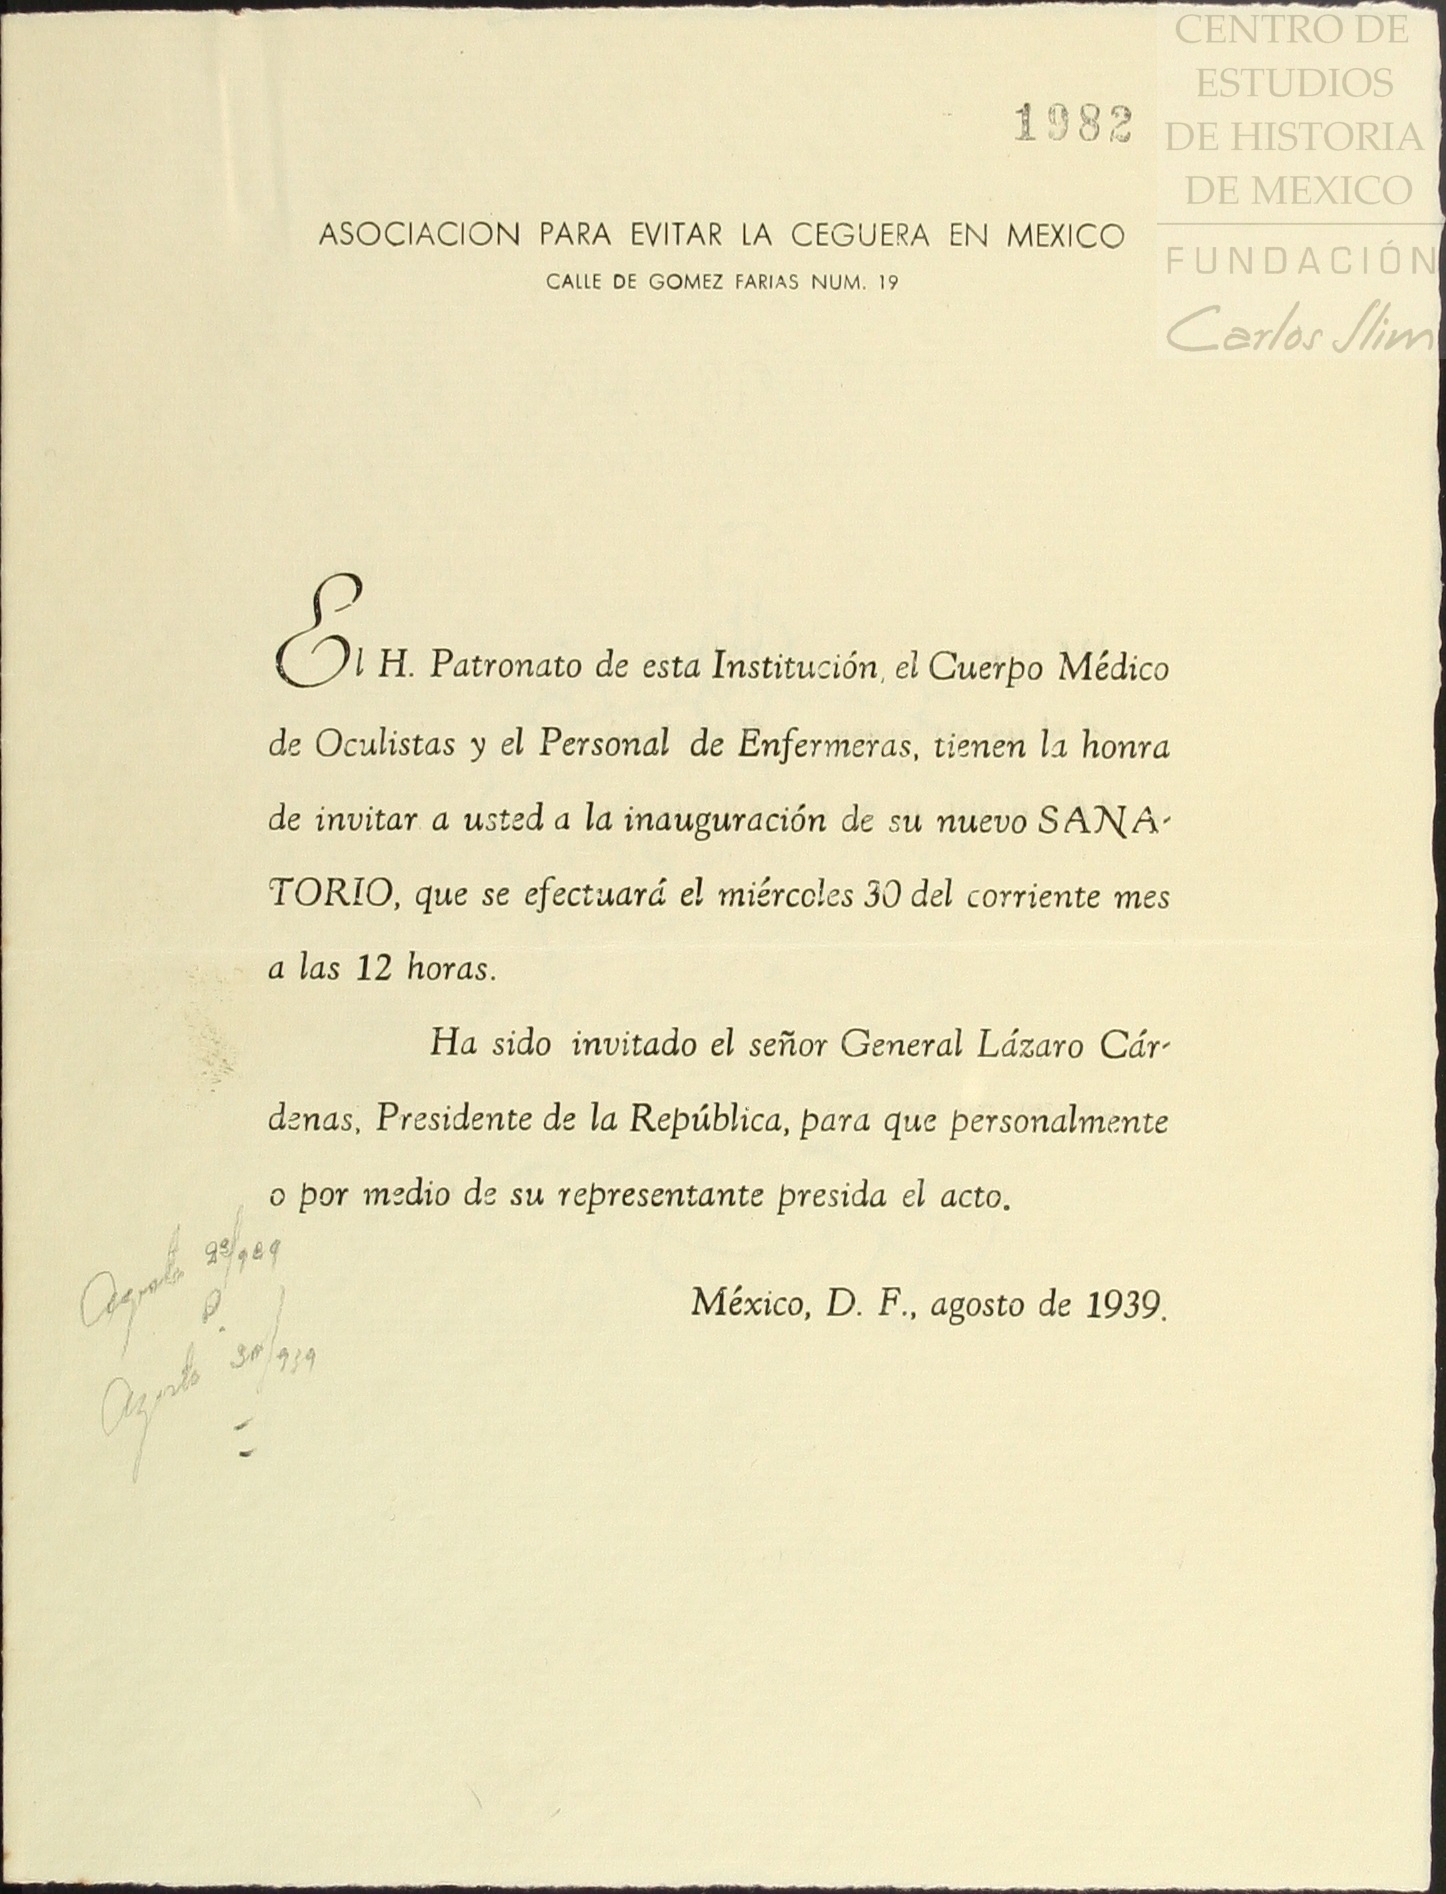 CENTRO DE
ESTUDIOS
DE HISTORIA
DE MEXICO
FUNDACIÓN
Carlos Slim
1982
ASOCIACION PARA EVITAR LA CEGUERA EN MEXICO
CALLE DE GOMEZ FARIAS NUM. 19
El H. Patronato de esta Institución, el Cuerpo Médico
de Oculistas y el Personal de Enfermeras, tienen la honra
de invitar a usted a la inauguración de su nuevo SANA-
TORIO, que se efectuará el miércoles 30 del corriente mes
a las 12 horas.
Ha sido invitado el señor General Lázaro Cár-
denas, Presidente de la República, para que personalmente
o por medio de su representante presida el acto.
México, D. F., agosto de 1939.
Agosto
Agosto 30/939